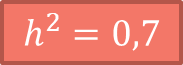 h² = 0,7